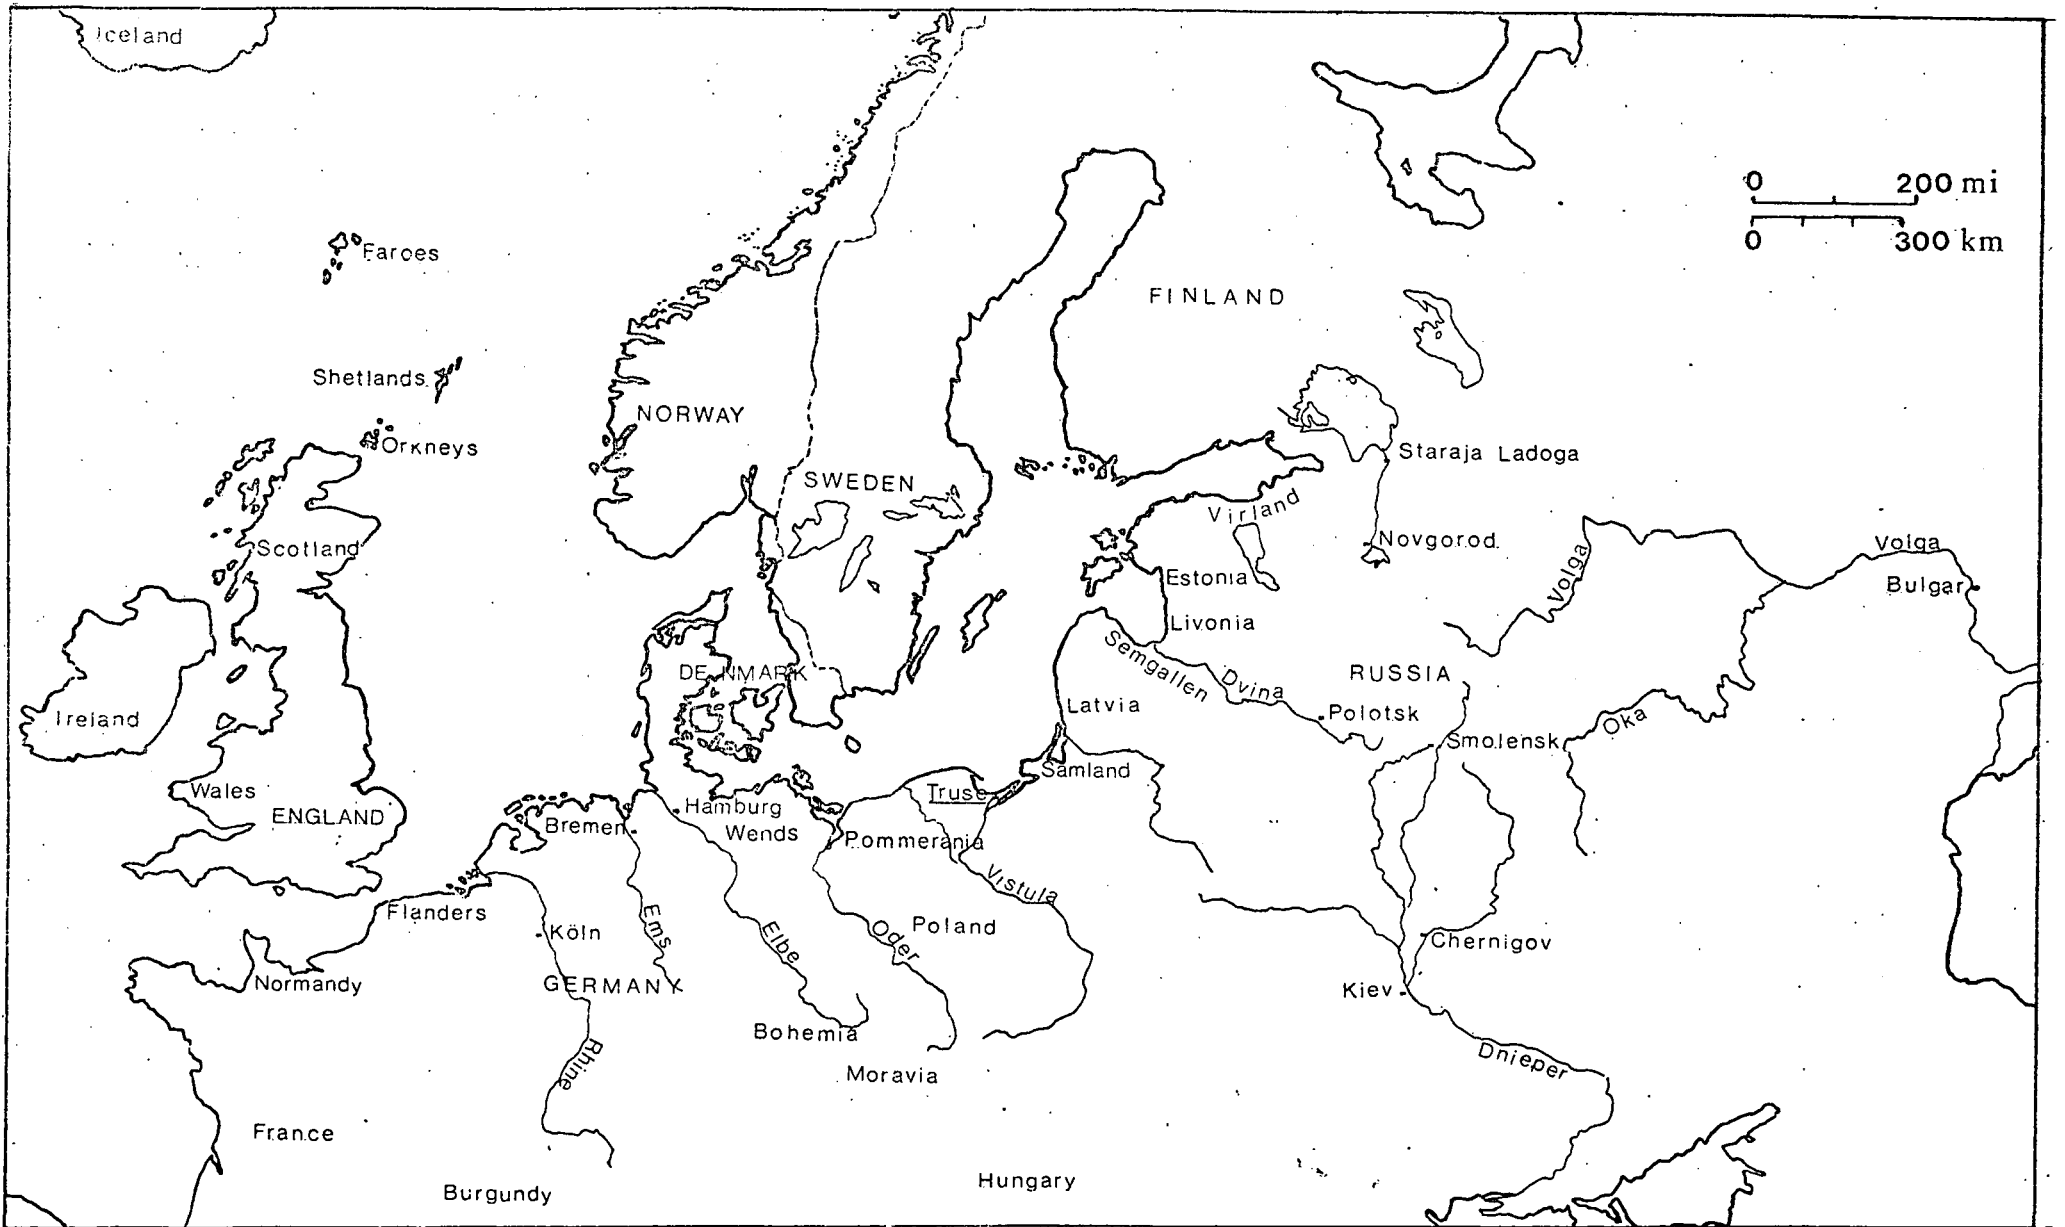 Iceland
0 200 mi
0 300 km
Faroes
FINLAND
Shetlands
NORWAY
Orkneys
Staraja Ladoga
SWEDEN
Virland
Scotland
Novgorod
Volga
Volga
Bulgar
Estonia
Livonia
Semgallen
DENMARK
RUSSIA
Dvina
Ireland
Latvia
Polotsk
Oka
Smolensk
Samland
Wales
Truso
ENGLAND
Hamburg
Bremen
Wends
Pommerania
Vistula
Flanders
Ems
Köln
Elbe
Oder
Poland
Chernigov
Normandy
GERMANY
Kiev
Bohemia
Rhine
Dnieper
Moravia
France
Hungary
Burgundy